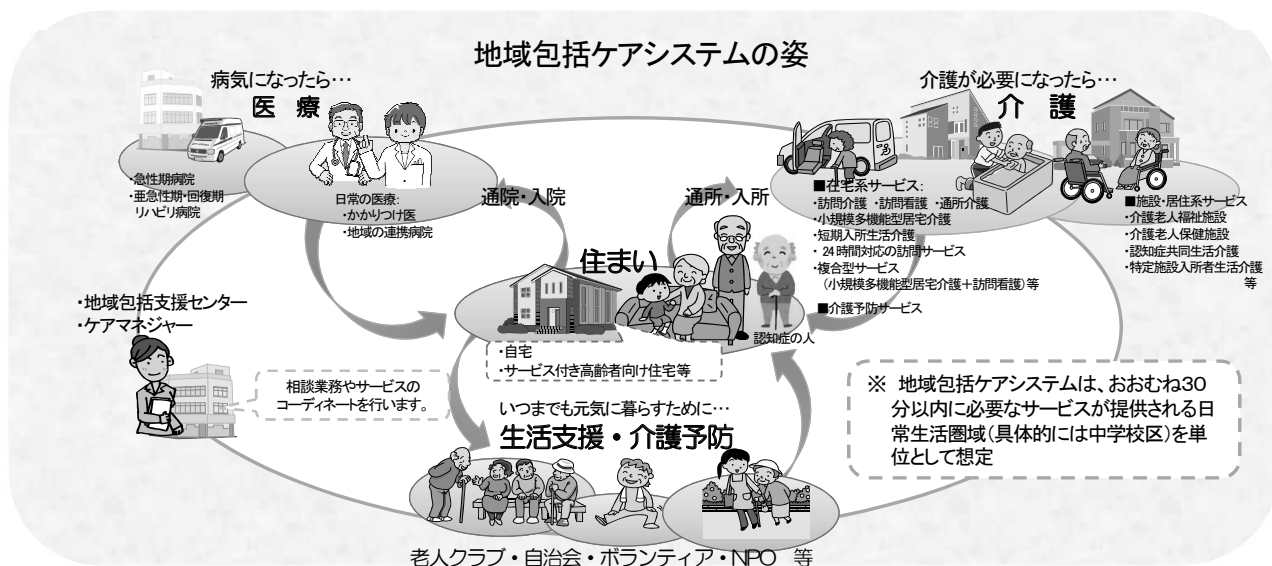 地域包括ケアシステムの姿
病気になったら…
医 療
・急性期病院
・亜急性期・回復期
リハビリ病院
日常の医療:
・かかりつけ医
・地域の連携病院
通院・入院
通所・入所
介護が必要になったら…
介 護
■在宅系サービス:
・訪問介護 ・訪問看護 ・通所介護
・小規模多機能型居宅介護
・短期入所生活介護
・24時間対応の訪問サービス
・複合型サービス
(小規模多機能型居宅介護+訪問看護)等
■介護予防サービス
■施設・居住系サービス
・介護老人福祉施設
・介護老人保健施設
・認知症共同生活介護
・特定施設入所者生活介護
等
住まい
認知症の人
・自宅
・サービス付き高齢者向け住宅等
・地域包括支援センター
・ケアマネジャー
相談業務やサービスの
コーディネートを行います。
いつまでも元気に暮らすために…
生活支援・介護予防
老人クラブ・自治会・ボランティア・NPO 等
※ 地域包括ケアシステムは、おおむね30
分以内に必要なサービスが提供される日
常生活圏域(具体的には中学校区)を単
位として想定